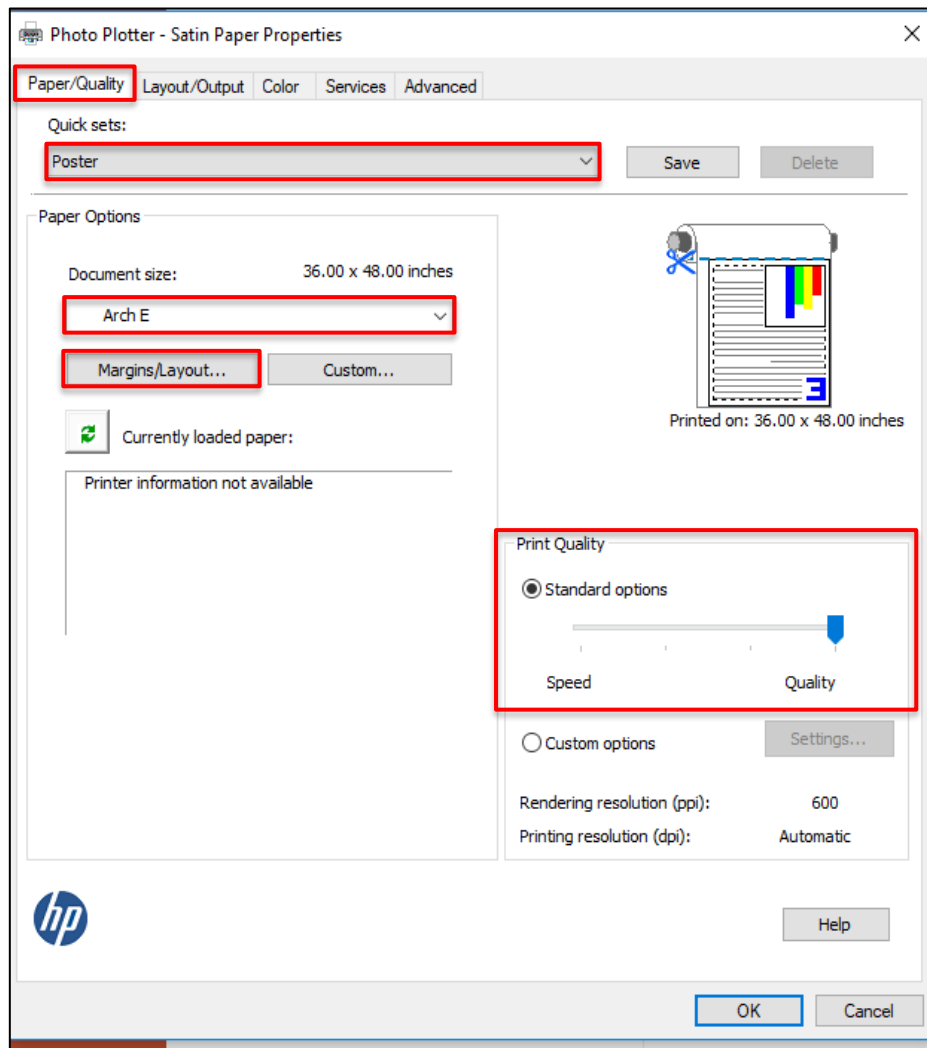 Photo Plotter - Satin Paper Properties
Paper/Quality Layout/Output Color Services Advanced
Quick sets:
Poster Save Delete
Paper Options
Document size: 36.00 x 48.00 inches
Arch E
Margins/Layout... Custom...
Currently loaded paper:
Printer information not available
3
Printed on: 36.00 x 48.00 inches
Print Quality
Standard options
Speed Quality
Custom options Settings...
Rendering resolution (ppi): 600
Printing resolution (dpi): Automatic
hp
Help
OK Cancel